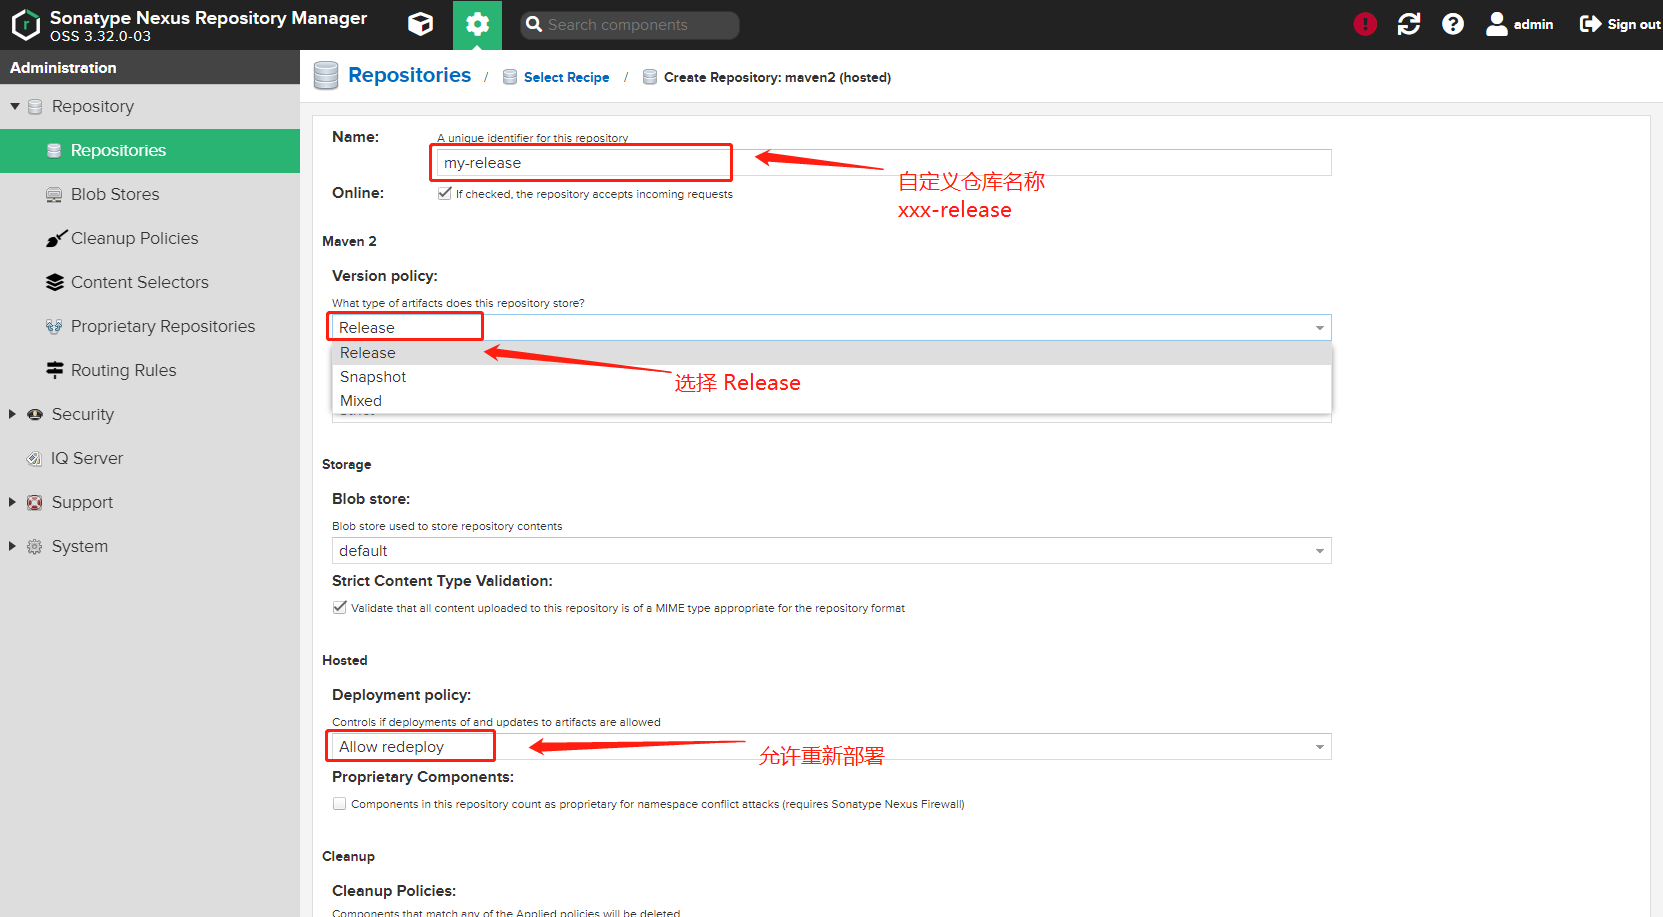 Sonatype Nexus Repository Manager
OSS 3.32.0-03
Search components
admin
Sign out
Administration
Repository
Repositories
Blob Stores
Cleanup Policies
Content Selectors
Proprietary Repositories
Routing Rules
Security
IQ Server
Support
System
Repositories / Select Recipe / Create Repository: maven2 (hosted)
Name:
A unique identifier for this repository
my-release
自定义仓库名称
xxx-release
Online:
If checked, the repository accepts incoming requests
Maven 2
Version policy:
What type of artifacts does this repository store?
Release
Release
Snapshot
Mixed
选择 Release
Storage
Blob store:
Blob store used to store repository contents
default
Strict Content Type Validation:
Validate that all content uploaded to this repository is of a MIME type appropriate for the repository format
Hosted
Deployment policy:
Controls if deployments of and updates to artifacts are allowed
Allow redeploy
允许重新部署
Proprietary Components:
Components in this repository count as proprietary for namespace conflict attacks (requires Sonatype Nexus Firewall)
Cleanup
Cleanup Policies:
Components that match any of the Applied policies will be deleted